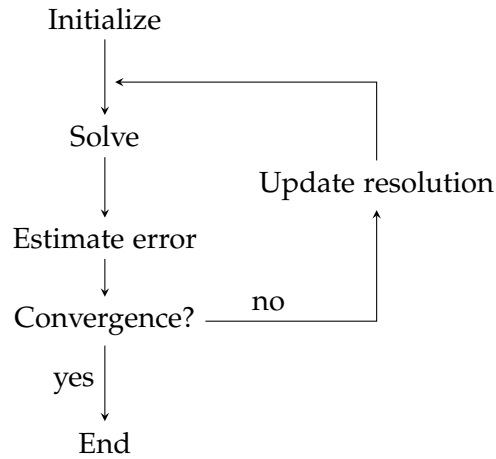 Initialize
Solve
Update resolution
Estimate error
Convergence?
no
yes
End